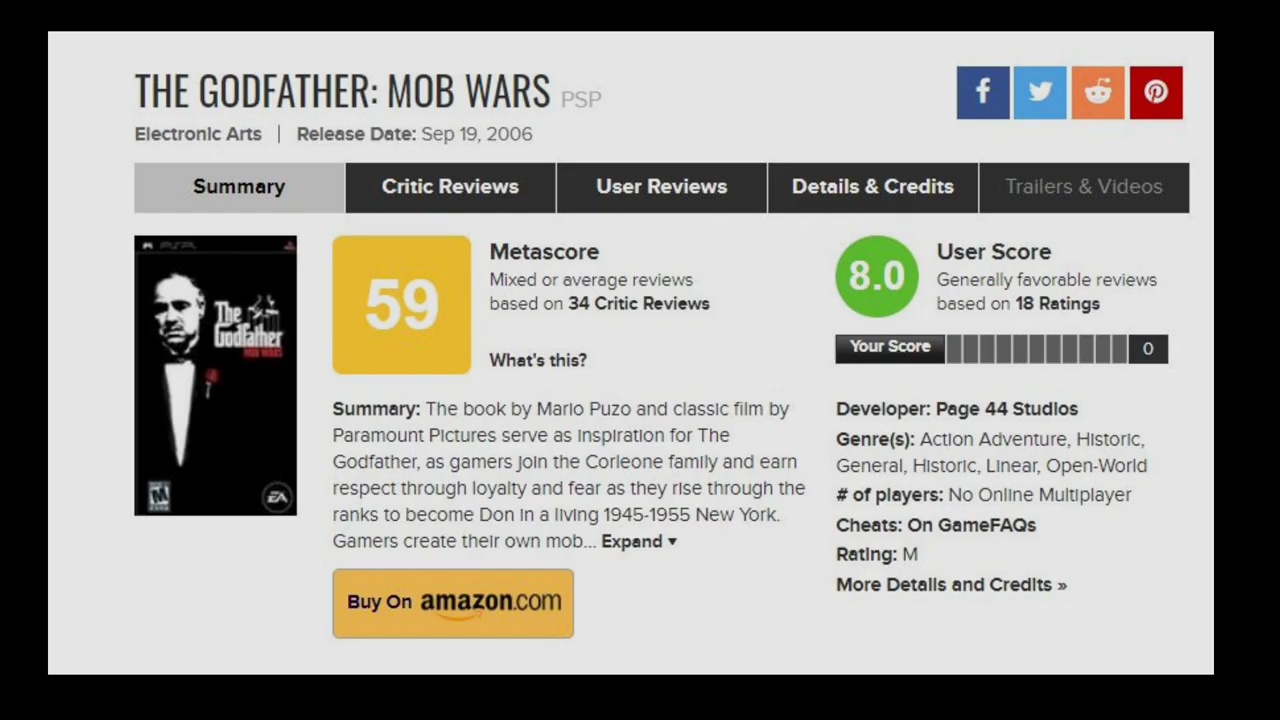 THE GODFATHER: MOB WARS PSP
Electronic Arts | Release Date: Sep 19, 2006
Summary
Critic Reviews
User Reviews
Details & Credits
Trailers & Videos
PSP
The
Godfather
MOB WARS
M
EA
59
Metascore
Mixed or average reviews
based on 34 Critic Reviews
What's this?
8.0
User Score
Generally favorable reviews
based on 18 Ratings
Your Score
0
Summary: The book by Mario Puzo and classic film by
Paramount Pictures serve as inspiration for The
Godfather, as gamers join the Corleone family and earn
respect through loyalty and fear as they rise through the
ranks to become Don in a living 1945-1955 New York.
Gamers create their own mob... Expand ▼
Buy On amazon.com
Developer: Page 44 Studios
Genre(s): Action Adventure, Historic,
General, Historic, Linear, Open-World
# of players: No Online Multiplayer
Cheats: On GameFAQs
Rating: M
More Details and Credits »